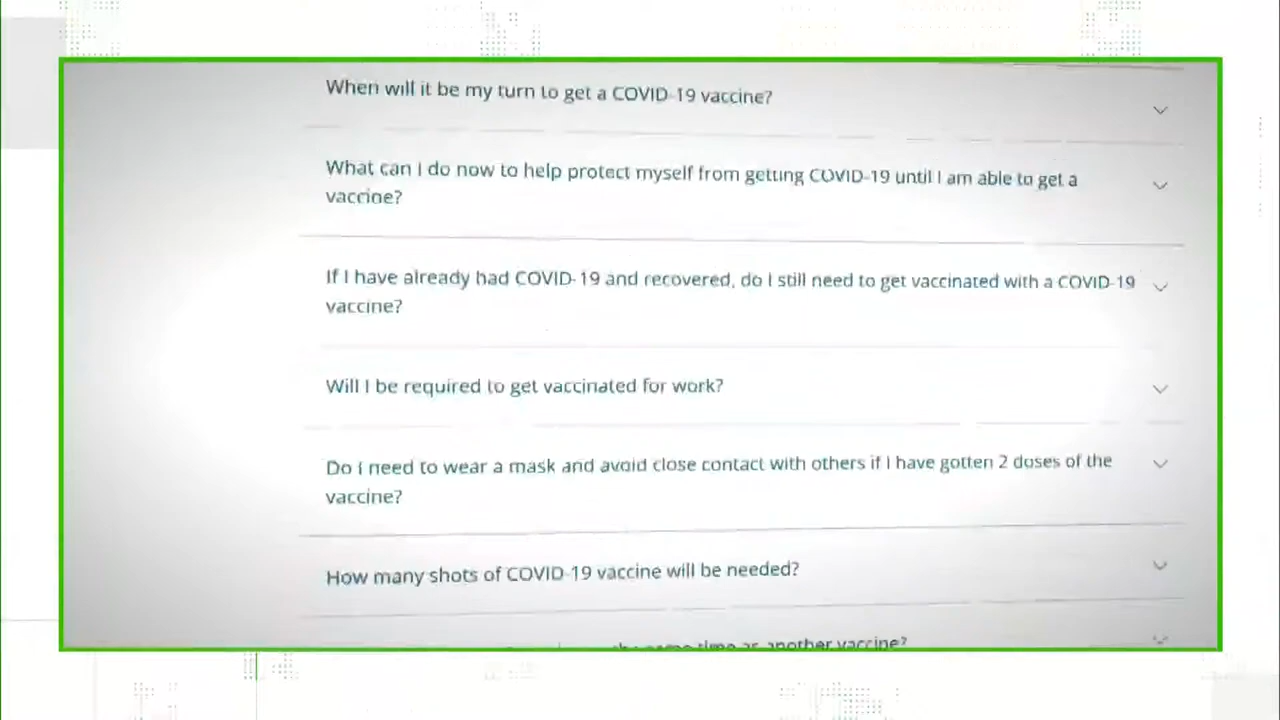 When will it be my turn to get a COVID-19 vaccine?
What can I do now to help protect myself from getting COVID-19 until I am able to get a
vaccine?
If I have already had COVID-19 and recovered, do I still need to get vaccinated with a COVID-19
vaccine?
Will I be required to get vaccinated for work?
Do I need to wear a mask and avoid close contact with others if I have gotten 2 doses of the
vaccine?
How many shots of COVID-19 vaccine will be needed?
time as another vaccine?